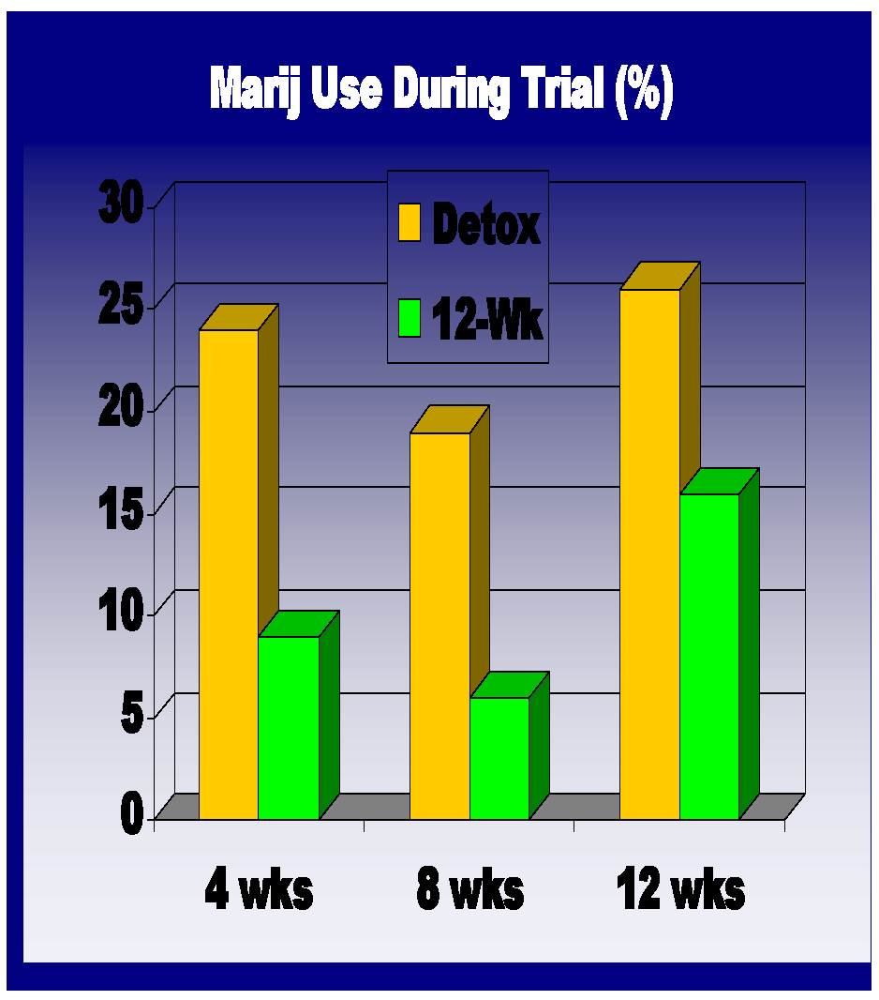 Marij Use During Trial (%)
Detox
12-Wk
30
25
20
15
10
5
0
4 wks
8 wks
12 wks